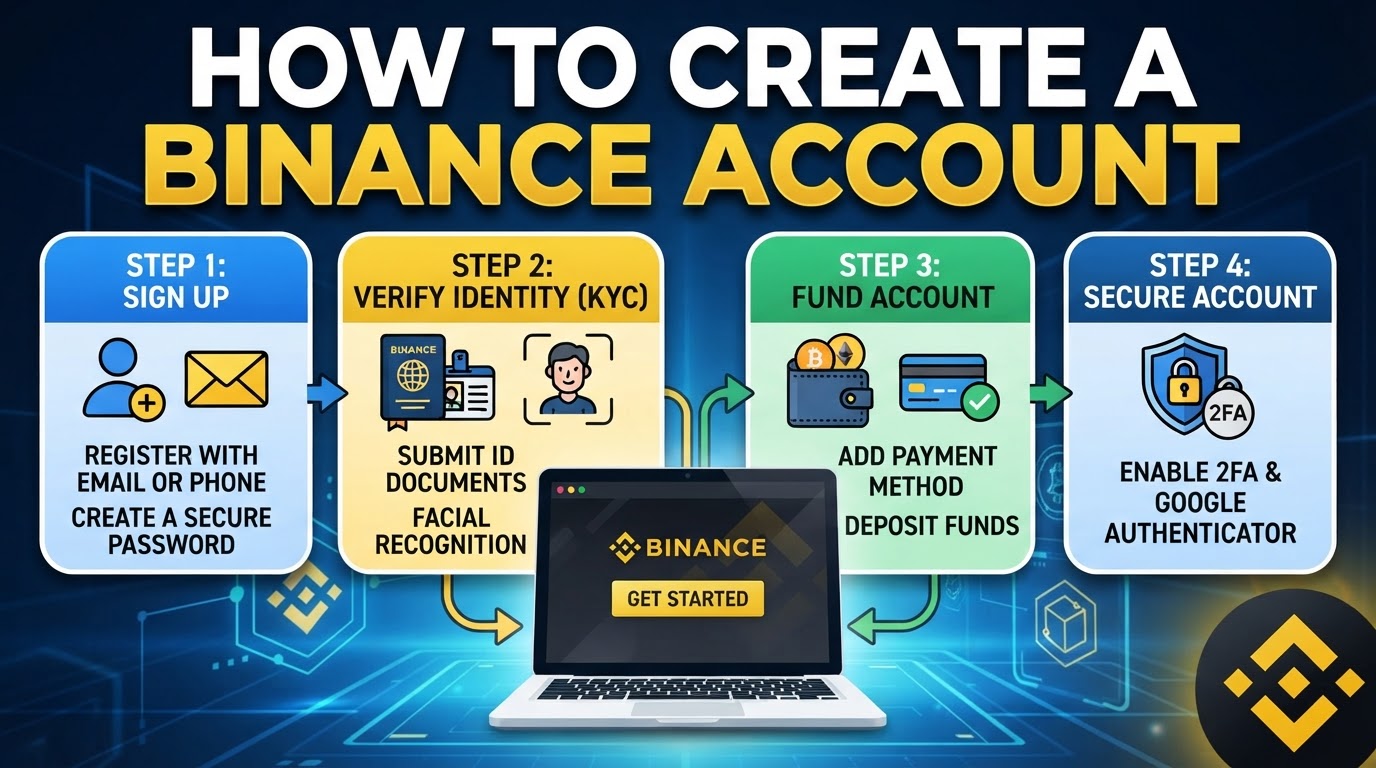 HOW TO CREATE A
BINANCE ACCOUNT
STEP 1:
SIGN UP
REGISTER WITH
EMAIL OR PHONE
CREATE A SECURE
PASSWORD
STEP 2:
VERIFY IDENTITY (KYC)
BINANCE
SUBMIT ID
DOCUMENTS
FACIAL
RECOGNITION
STEP 3:
FUND ACCOUNT
ADD PAYMENT
METHOD
DEPOSIT FUNDS
STEP 4:
SECURE ACCOUNT
2FA
ENABLE 2FA &
GOOGLE
AUTHENTICATOR
BINANCE
GET STARTED